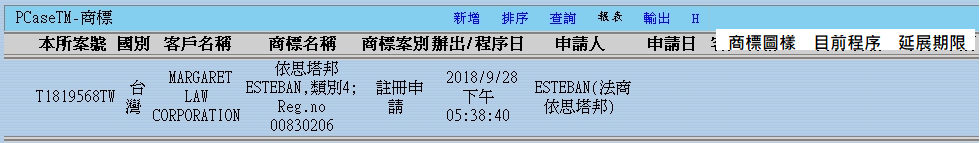 PCaseTM-商標
新增 排序 查詢 報表 輸出 H
本所案號 國別 客戶名稱 商標名稱 商標案別 辦出/程序日 申請人 申請日 商標圖樣 目前程序 延展期限
T1819568TW 台灣 MARGARET LAW CORPORATION 依思塔邦 ESTEBAN,類別4; Reg.no 00830206 註冊申請 2018/9/28 下午 05:38:40 ESTEBAN(法商依思塔邦)